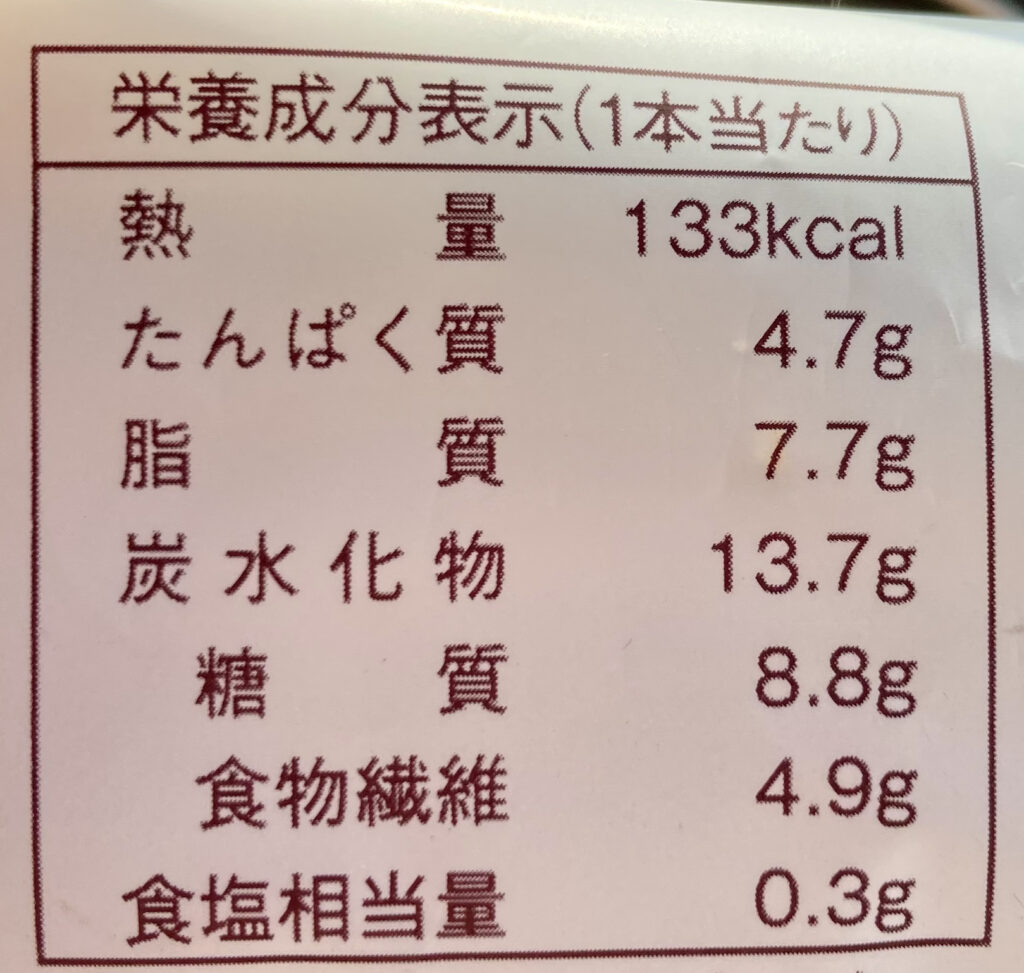 栄養成分表示(1本当たり)
熱量 133kcal
たんぱく質 4.7g
脂質 7.7g
炭水化物 13.7g
糖質 8.8g
食物繊維 4.9g
食塩相当量 0.3g